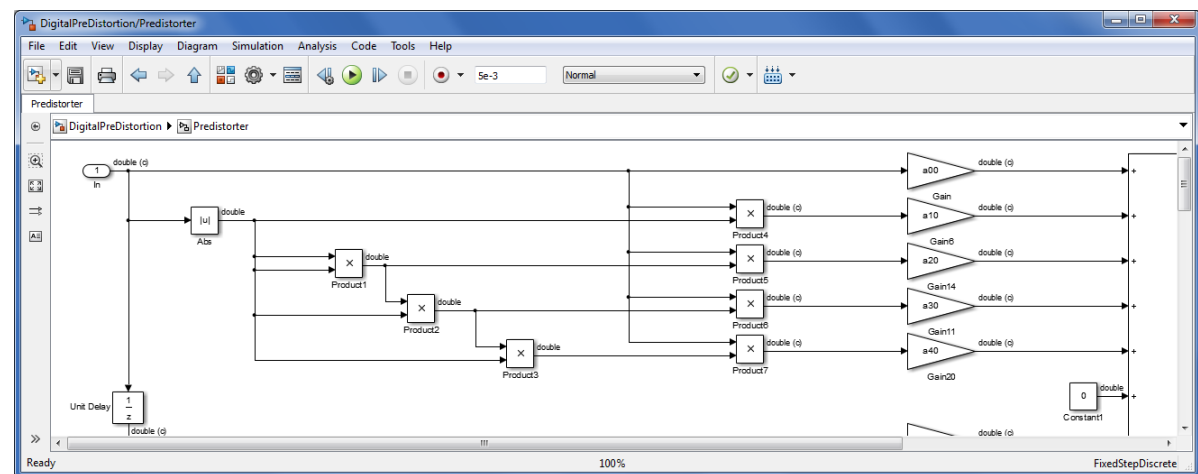 DigitalPreDistortion/Predistorter
File Edit View Display Diagram Simulation Analysis Code Tools Help
5e-3 Normal
Predistorter
DigitalPreDistortion Predistorter
1
In
double (c)
a00
double (c)
+
Gain
|u|
double
Abs
×
double (c)
Product4
a10
double (c)
+
Gain6
×
double
Product1
×
double (c)
Product5
a20
double (c)
+
Gain14
×
double
Product2
×
double (c)
Product6
a30
double (c)
+
Gain11
×
double
Product3
×
double (c)
Product7
a40
double (c)
+
Gain20
Unit Delay
1
z
double (c)
0
double
+
Constant1
double (c)
Ready 100% FixedStepDiscrete